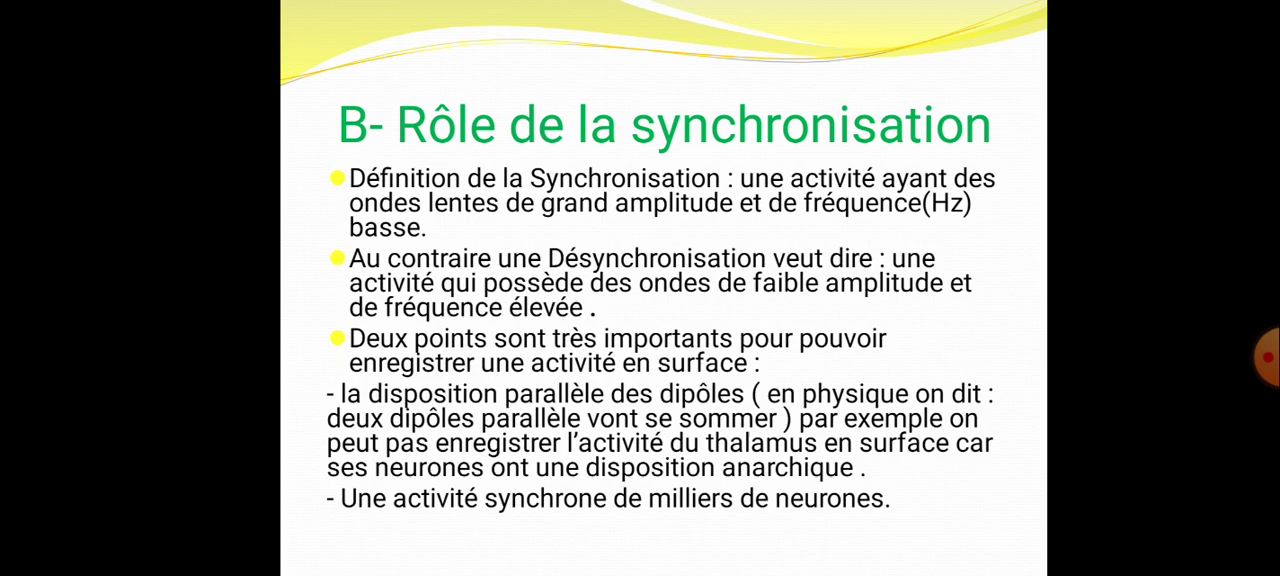 B- Rôle de la synchronisation
Définition de la Synchronisation : une activité ayant des
ondes lentes de grand amplitude et de fréquence(Hz)
basse.
Au contraire une Désynchronisation veut dire : une
activité qui possède des ondes de faible amplitude et
de fréquence élevée .
Deux points sont très importants pour pouvoir
enregistrer une activité en surface :
- la disposition parallèle des dipôles ( en physique on dit :
deux dipôles parallèle vont se sommer ) par exemple on
peut pas enregistrer l’activité du thalamus en surface car
ses neurones ont une disposition anarchique .
- Une activité synchrone de milliers de neurones.